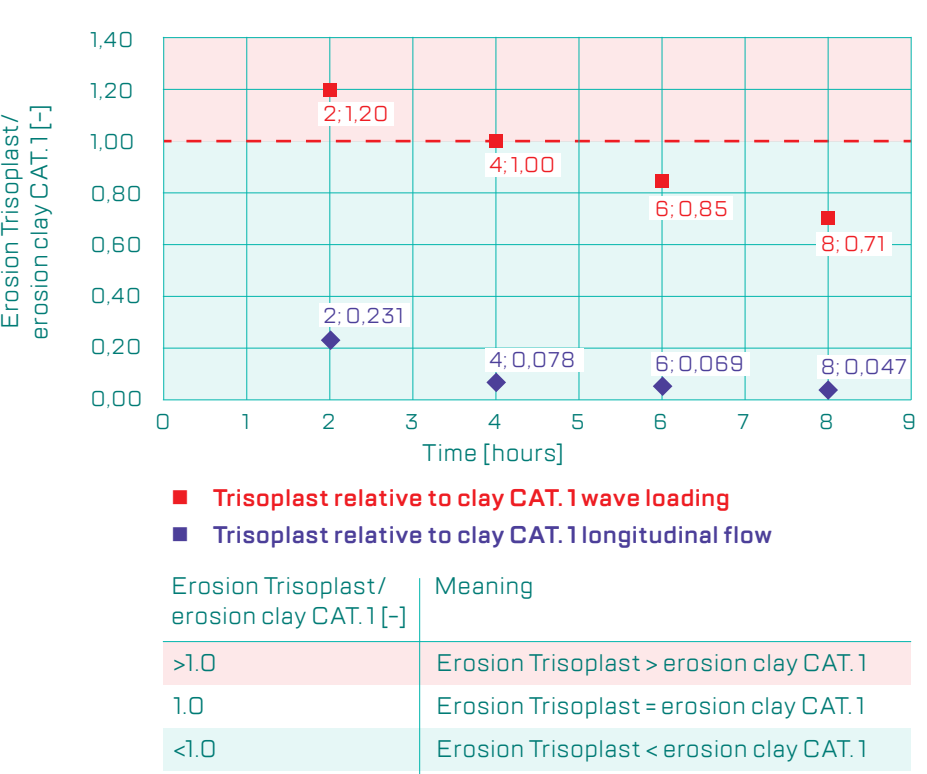 Erosion Trisoplast/
erosion clay CAT.1 [-]
1,40
1,20
1,00
0,80
0,60
0,40
0,20
0,00
2; 1,20
4; 1,00
6; 0,85
8; 0,71
2; 0,231
4; 0,078
6; 0,069
8; 0,047
0 1 2 3 4 5 6 7 8 9
Time [hours]
Trisoplast relative to clay CAT. 1 wave loading
Trisoplast relative to clay CAT. 1 longitudinal flow
Erosion Trisoplast/ Meaning
erosion clay CAT. 1 [-]
>1.0 Erosion Trisoplast > erosion clay CAT. 1
1.0 Erosion Trisoplast = erosion clay CAT. 1
<1.0 Erosion Trisoplast < erosion clay CAT. 1